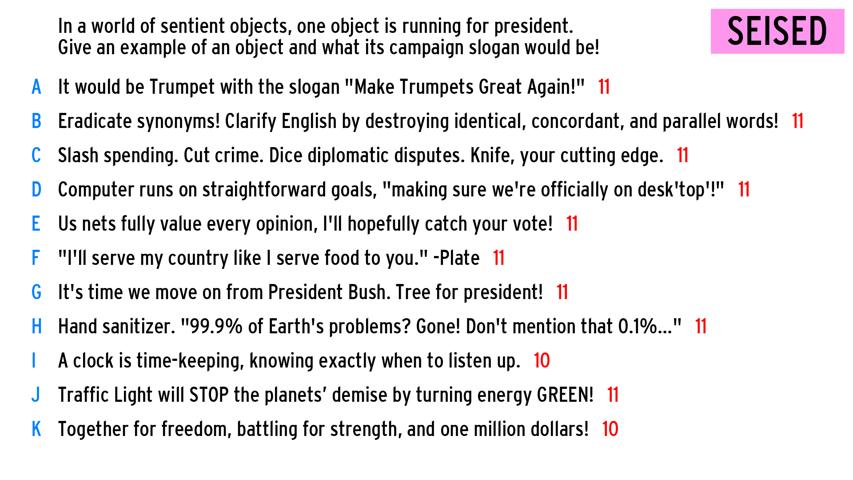 In a world of sentient objects, one object is running for president.
Give an example of an object and what its campaign slogan would be!
SEISED
A It would be Trumpet with the slogan "Make Trumpets Great Again!" 11
B Eradicate synonyms! Clarify English by destroying identical, concordant, and parallel words! 11
C Slash spending. Cut crime. Dice diplomatic disputes. Knife, your cutting edge. 11
D Computer runs on straightforward goals, "making sure we're officially on desk'top'!" 11
E Us nets fully value every opinion, I'll hopefully catch your vote! 11
F "I'll serve my country like I serve food to you." -Plate 11
G It's time we move on from President Bush. Tree for president! 11
H Hand sanitizer. "99.9% of Earth's problems? Gone! Don't mention that 0.1%..." 11
I A clock is time-keeping, knowing exactly when to listen up. 10
J Traffic Light will STOP the planets’ demise by turning energy GREEN! 11
K Together for freedom, battling for strength, and one million dollars! 10